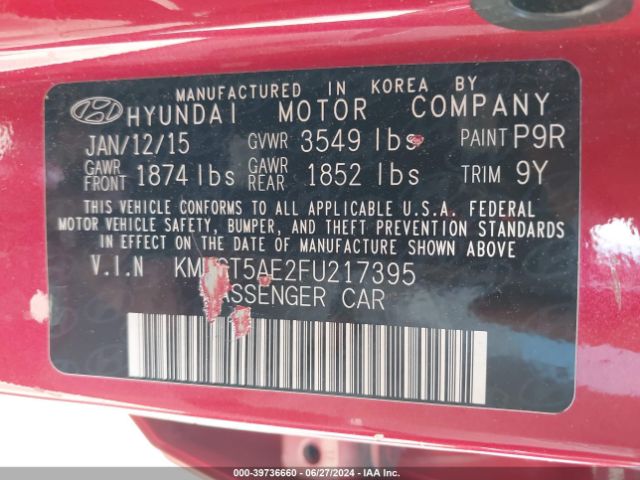 MANUFACTURED IN KOREA BY
HYUNDAI MOTOR COMPANY
JAN/12/15 GVWR 3549 lbs PAINT P9R
GAWR FRONT 1874 lbs GAWR REAR 1852 lbs TRIM 9Y
THIS VEHICLE CONFORMS TO ALL APPLICABLE U.S.A. FEDERAL
MOTOR VEHICLE SAFETY, BUMPER, AND THEFT PREVENTION STANDARDS
IN EFFECT ON THE DATE OF MANUFACTURE SHOWN ABOVE
V.I.N
PASSENGER CAR
000-39736660 - 06/27/2024 - IAA Inc.